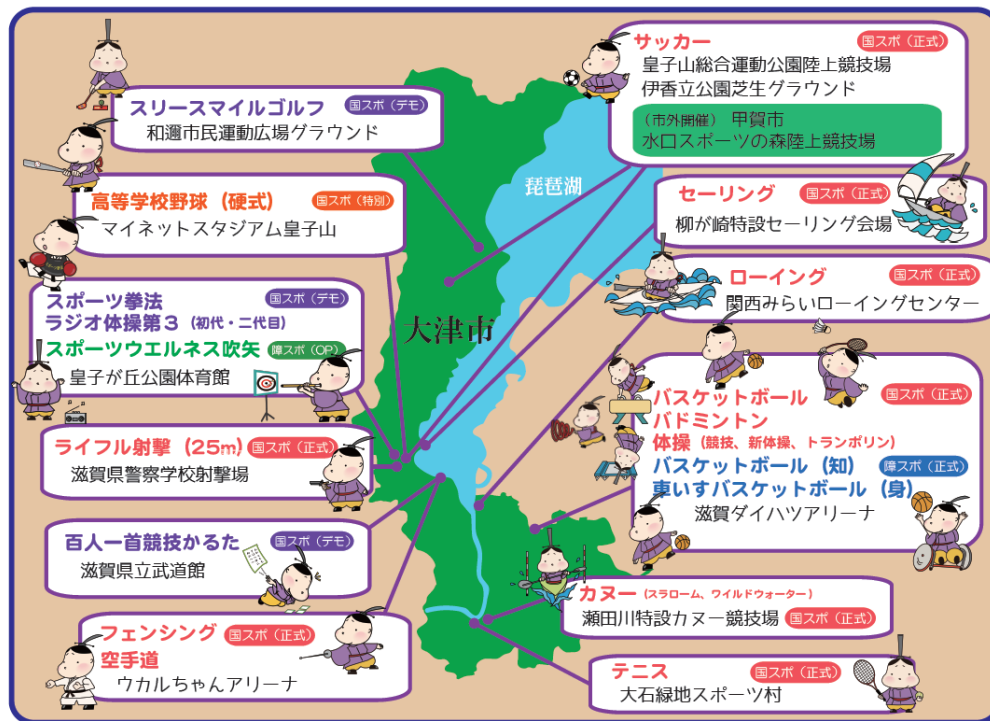 スリースマイルゴルフ 国スポ（デモ）
和邇市民運動広場グラウンド
高等学校野球（硬式） 国スポ（特別）
マイネットスタジアム皇子山
スポーツ拳法 国スポ（デモ）
ラジオ体操第３（初代・二代目）
スポーツウエルネス吹矢 障スポ（OP）
皇子が丘公園体育館
ライフル射撃（25m） 国スポ（正式）
滋賀県警察学校射撃場
百人一首競技かるた 国スポ（デモ）
滋賀県立武道館
フェンシング 国スポ（正式）
空手道
ウカルちゃんアリーナ
琵琶湖
大津市
サッカー 国スポ（正式）
皇子山総合運動公園陸上競技場
伊香立公園芝生グラウンド
（市外開催） 甲賀市
水口スポーツの森陸上競技場
セーリング 国スポ（正式）
柳が崎特設セーリング会場
ローイング 国スポ（正式）
関西みらいローイングセンター
バスケットボール 国スポ（正式）
バドミントン
体操（競技、新体操、トランポリン）
バスケットボール（知） 障スポ（正式）
車いすバスケットボール（身）
滋賀ダイハツアリーナ
カヌー（スラローム、ワイルドウォーター）
瀬田川特設カヌー競技場 国スポ（正式）
テニス 国スポ（正式）
大石緑地スポーツ村